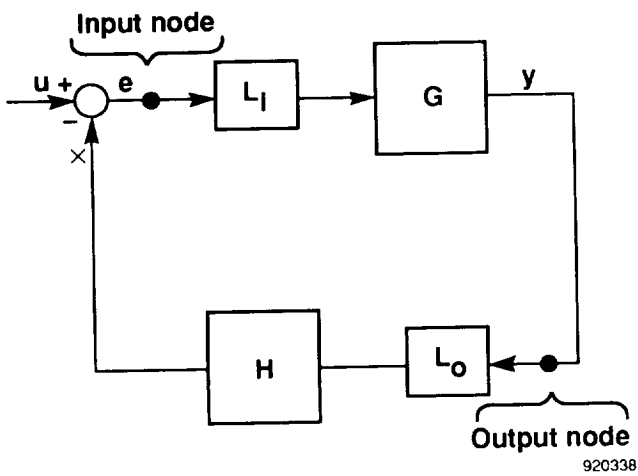 Input node
u + e
−
×
L_I
G
y
H
L_O
Output node
920338